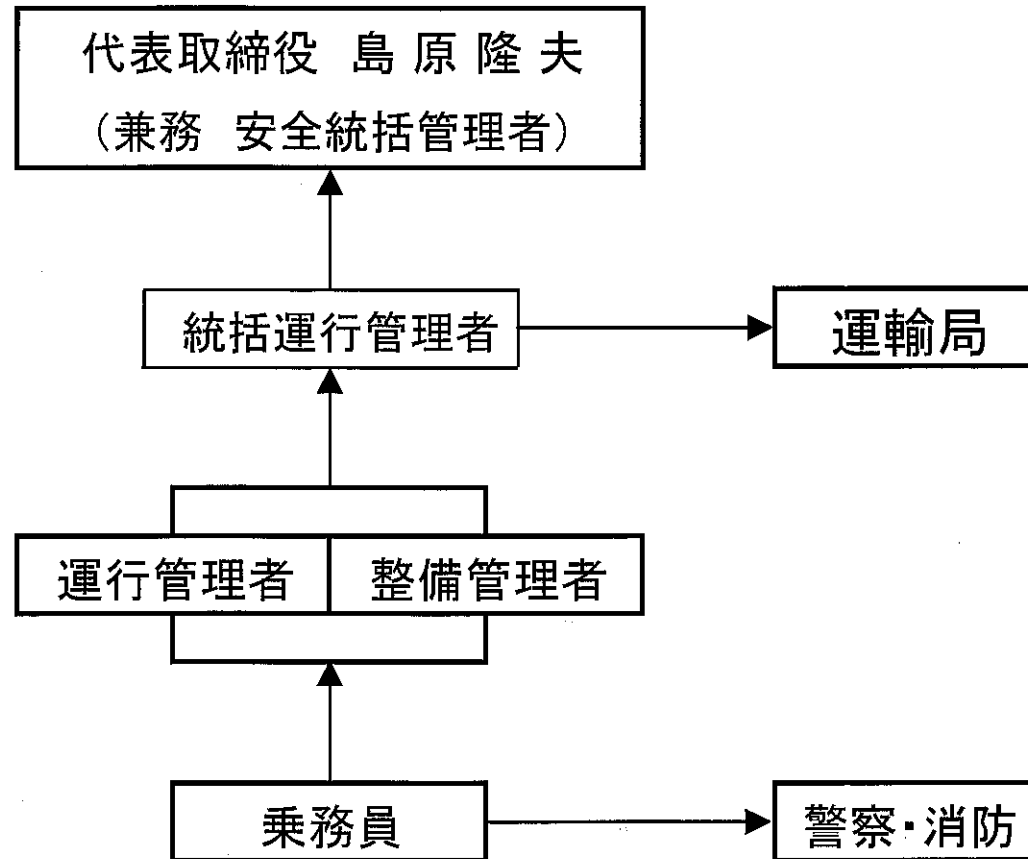 代表取締役 島原隆夫
(兼務 安全統括管理者)
統括運行管理者
運輸局
運行管理者
整備管理者
乗務員
警察・消防